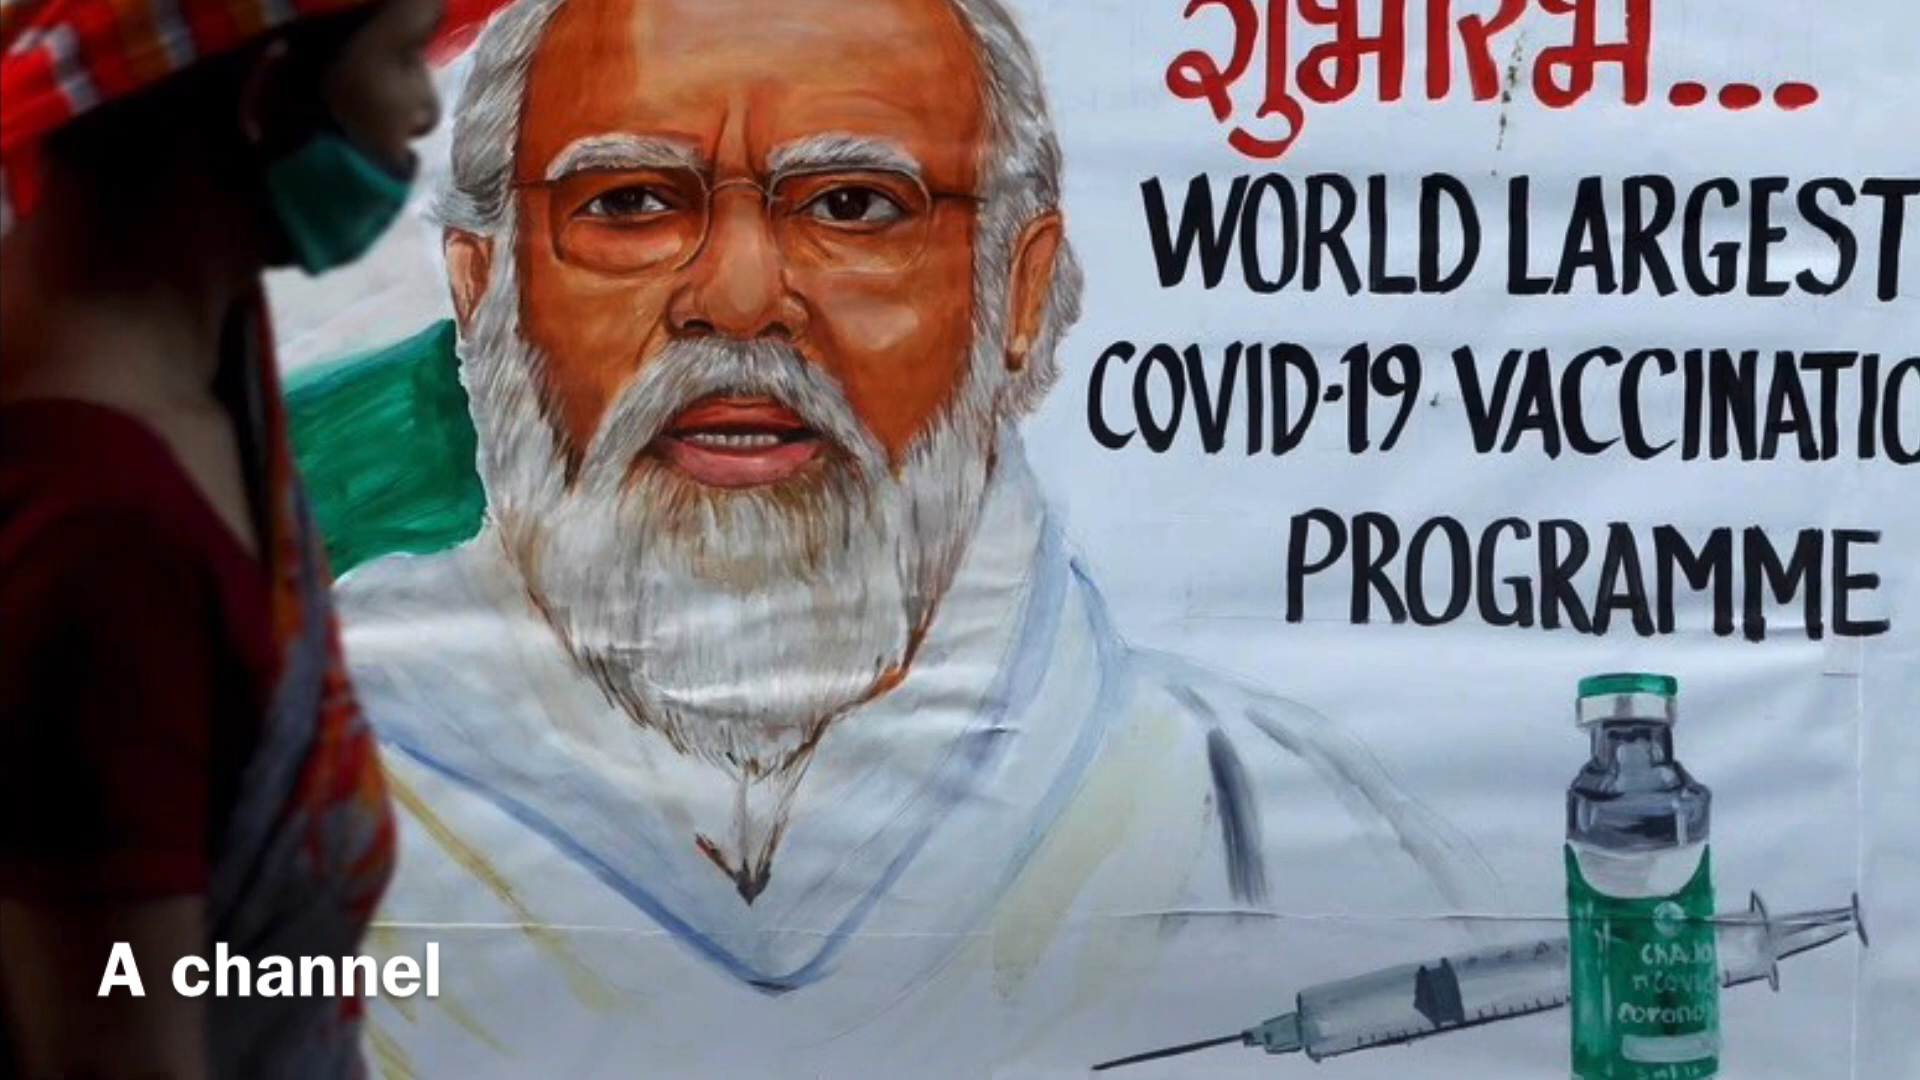 शुभारंभ...
WORLD LARGEST
COVID-19 VACCINATIO
PROGRAMME
A channel